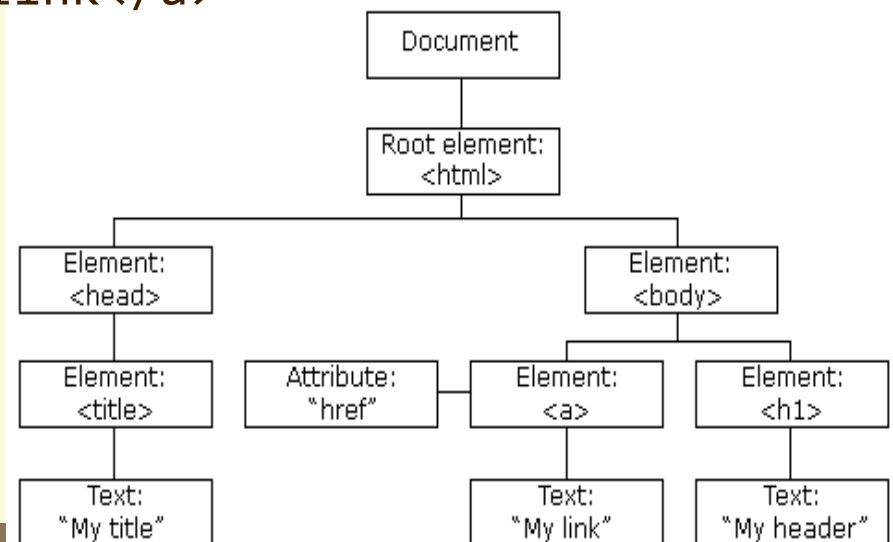 link</a>
Document
Root element:
<html>
Element:
<head>
Element:
<body>
Element:
<title>
Attribute:
“href”
Element:
<a>
Element:
<h1>
Text:
“My title”
Text:
“My link”
Text:
“My header”